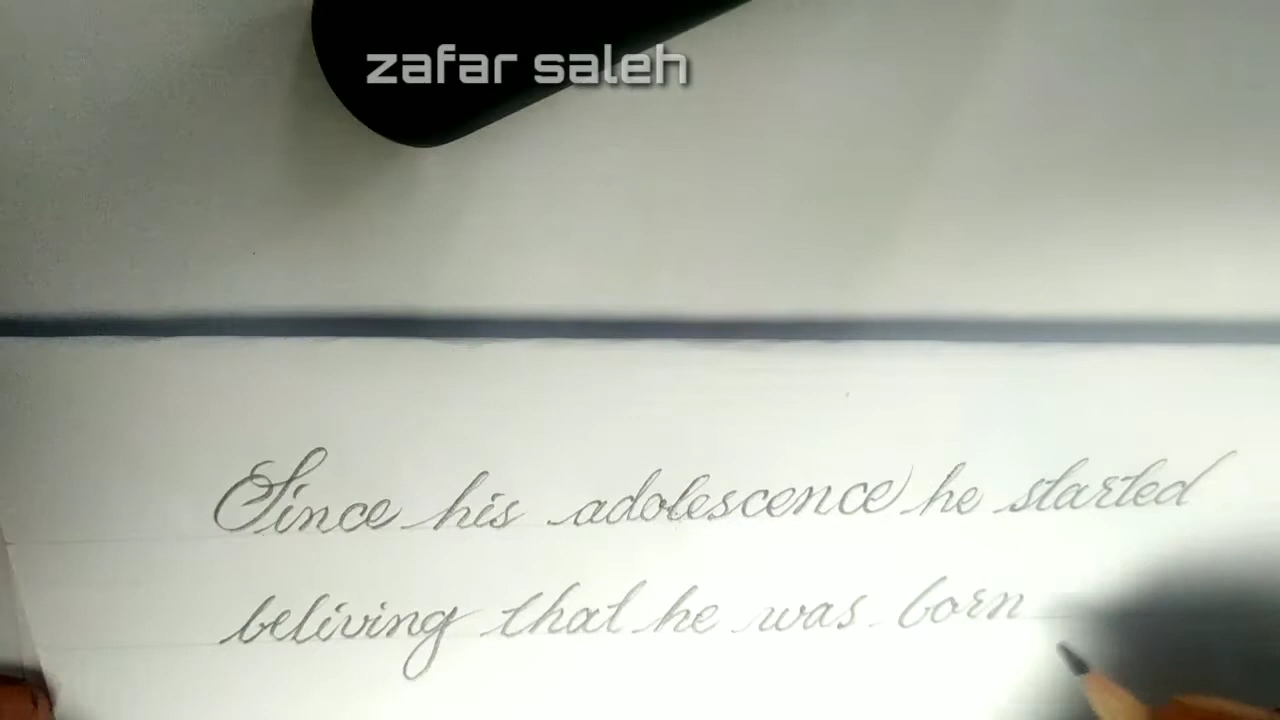 zafar saleh
Since his adolescence he started
beliving that he was born